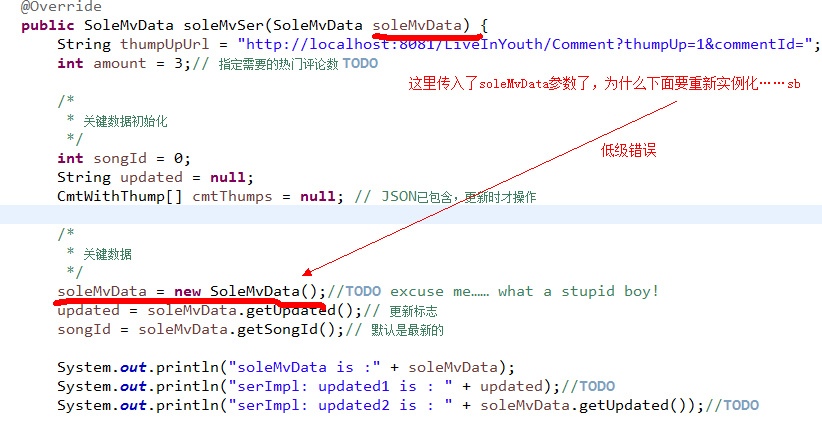 @Override
public SoleMvData soleMvSer(SoleMvData soleMvData) {
String thumpUpUrl = "http://localhost:8081/LiveInYouth/Comment?thumpUp=1&commentId=";
int amount = 3;// 指定需要的热门评论数 TODO
这里传入了soleMvData参数了，为什么下面要重新实例化……sb
/*
* 关键数据初始化
*/
低级错误
int songId = 0;
String updated = null;
CmtWithThump[] cmtThumps = null; // JSON已包含，更新时才操作
/*
* 关键数据
*/
soleMvData = new SoleMvData();//TODO excuse me…… what a stupid boy!
updated = soleMvData.getUpdated();// 更新标志
songId = soleMvData.getSongId();// 默认是最新的
System.out.println("soleMvData is :" + soleMvData);
System.out.println("serImpl: updated1 is : " + updated);//TODO
System.out.println("serImpl: updated2 is : " + soleMvData.getUpdated());//TODO